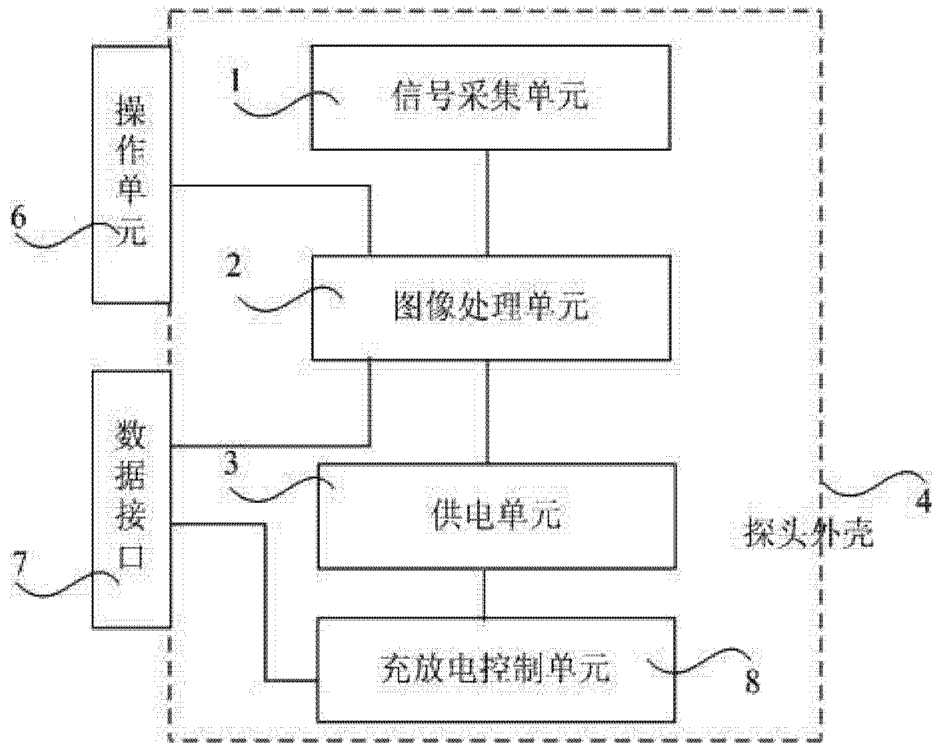 1
信号采集单元
操作单元
6
2
图像处理单元
数据接口
7
3
供电单元
4
探头外壳
充放电控制单元
8